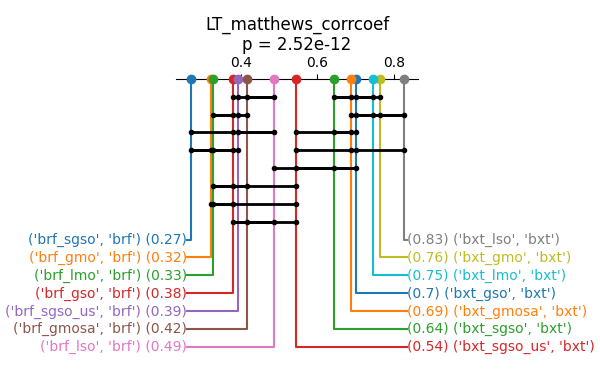 LT_matthews_corrcoef
p = 2.52e-12
0.4 0.6 0.8
('brf_sgso', 'brf') (0.27) (0.83) ('bxt_lso', 'bxt')
('brf_gmo', 'brf') (0.32) (0.76) ('bxt_gmo', 'bxt')
('brf_lmo', 'brf') (0.33) (0.75) ('bxt_lmo', 'bxt')
('brf_gso', 'brf') (0.38) (0.7) ('bxt_gso', 'bxt')
('brf_sgso_us', 'brf') (0.39) (0.69) ('bxt_gmosa', 'bxt')
('brf_gmosa', 'brf') (0.42) (0.64) ('bxt_sgso', 'bxt')
('brf_lso', 'brf') (0.49) (0.54) ('bxt_sgso_us', 'bxt')